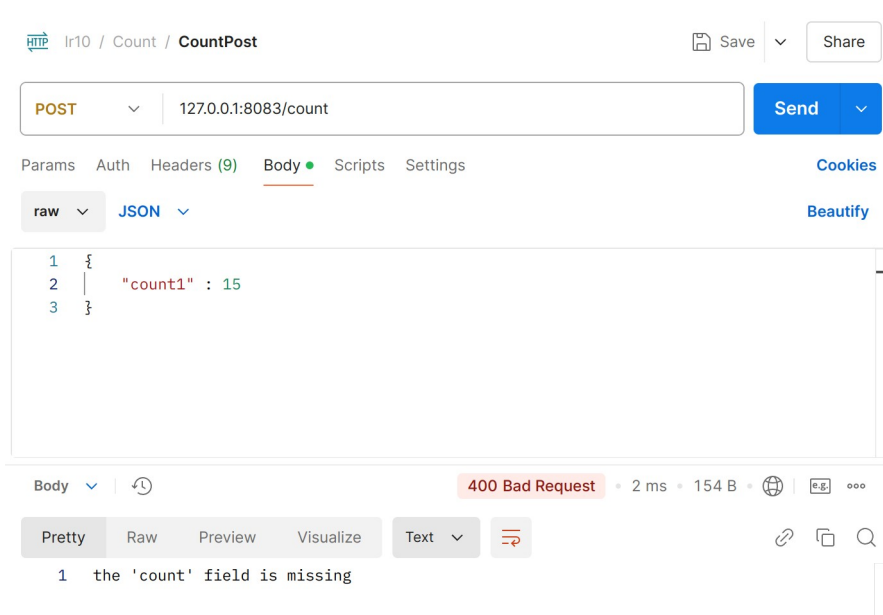 HTTP lr10 / Count / CountPost Save Share
POST 127.0.0.1:8083/count Send
Params Auth Headers (9) Body Scripts Settings Cookies
raw JSON Beautify
1 {
2 "count1" : 15
3 }
Body 400 Bad Request 2 ms 154 B e.g.
Pretty Raw Preview Visualize Text
1 the 'count' field is missing